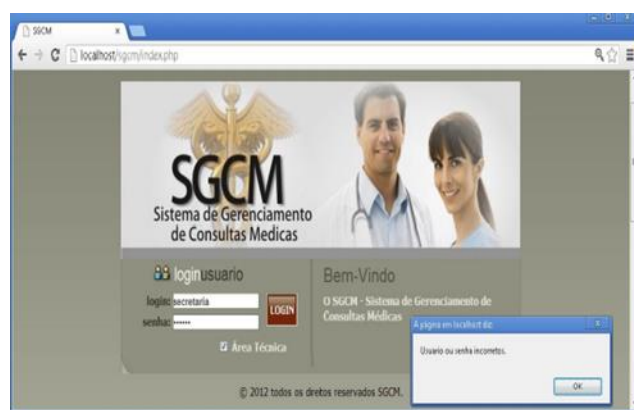 SGCM
localhost/sgcm/index.php
SGCM
Sistema de Gerenciamento
de Consultas Medicas
loginusuario
login: secretaria
senha: ••••••
LOGIN
Área Técnica
Bem-Vindo
O SGCM - Sistema de Gerenciamento de
Consultas Médicas
A página em localhost diz:
Usuario ou senha incorretos.
OK
© 2012 todos os direitos reservados SGCM.